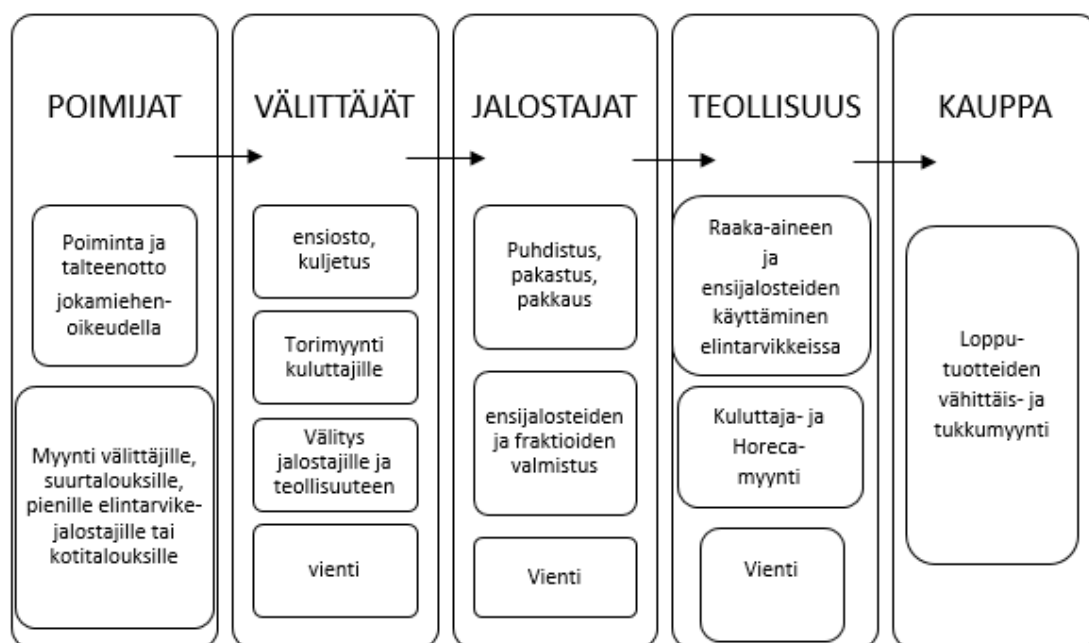 POIMIJAT
Poiminta ja
talteenotto
jokamiehen-
oikeudella
Myynti välittäjille,
suurtalouksille,
pienille elintarvike-
jalostajille tai
kotitalouksille
VÄLITTÄJÄT
ensiosto,
kuljetus
Torimyynti
kuluttajille
Välitys
jalostajille ja
teollisuuteen
vienti
JALOSTAJAT
Puhdistus,
pakastus,
pakkaus
ensijalosteiden
ja fraktioiden
valmistus
Vienti
TEOLLISUUS
Raaka-aineen
ja
ensijalosteiden
käyttäminen
elintarvikkeissa
Kuluttaja- ja
Horeca-
myynti
Vienti
KAUPPA
Loppu-
tuotteiden
vähittäis- ja
tukkumyynti